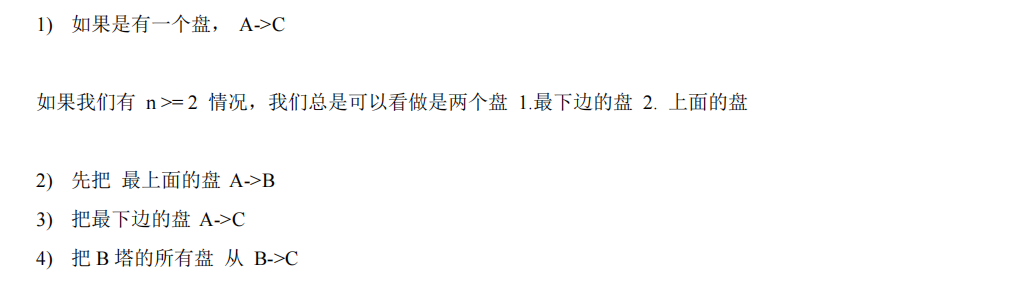 1) 如果是有一个盘， A->C
如果我们有 n >= 2 情况，我们总是可以看做是两个盘 1.最下边的盘 2. 上面的盘
2) 先把 最上面的盘 A->B
3) 把最下边的盘 A->C
4) 把 B 塔的所有盘 从 B->C